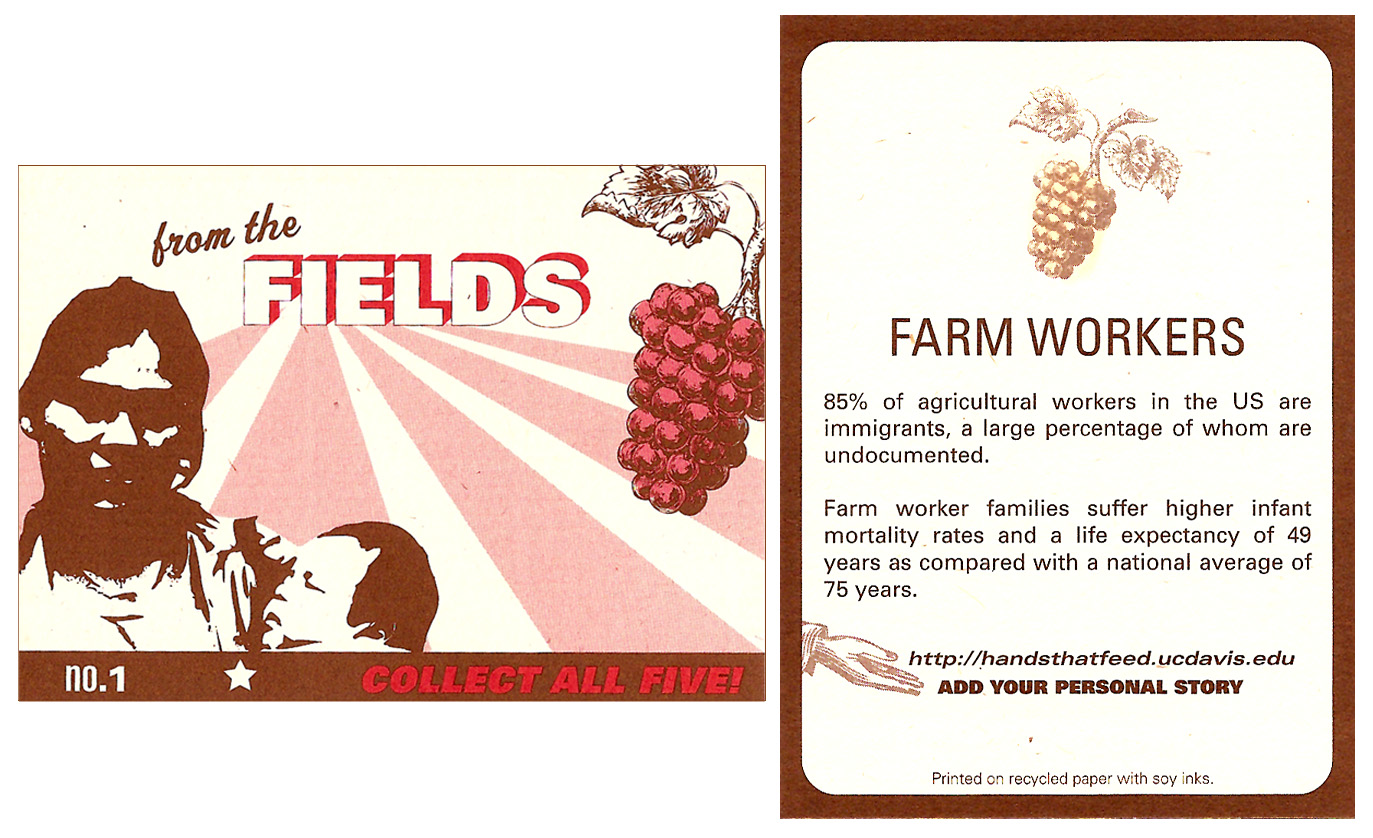 from the
FIELDS
no.1
COLLECT ALL FIVE!
FARM WORKERS
85% of agricultural workers in the US are
immigrants, a large percentage of whom are
undocumented.
Farm worker families suffer higher infant
mortality rates and a life expectancy of 49
years as compared with a national average of
75 years.
http://handsthatfeed.ucdavis.edu
ADD YOUR PERSONAL STORY
Printed on recycled paper with soy inks.